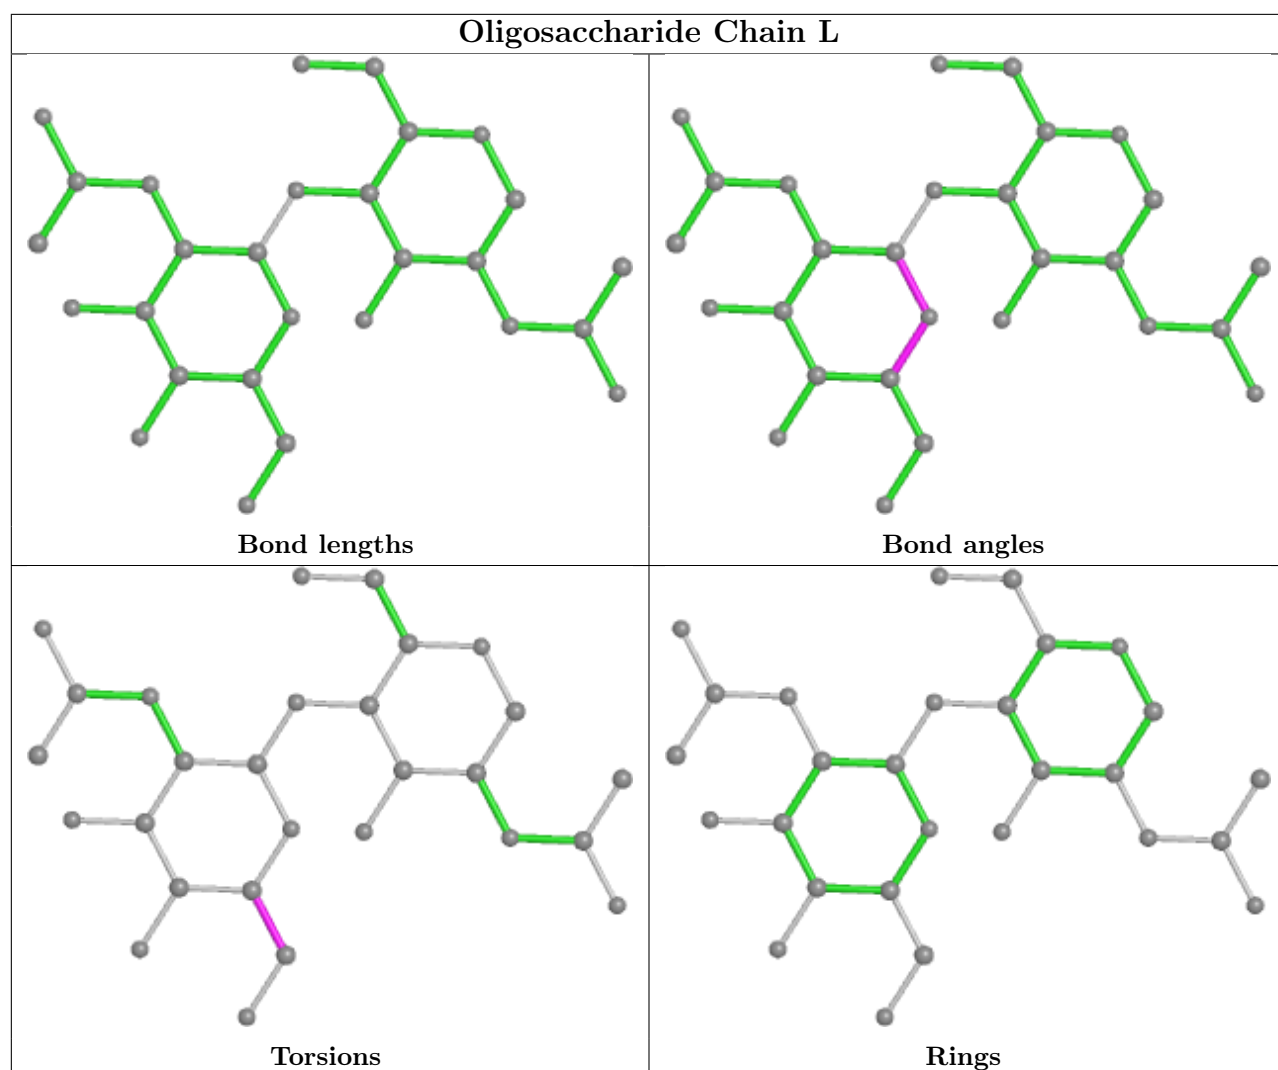 Oligosaccharide Chain L
Bond lengths
Bond angles
Torsions
Rings